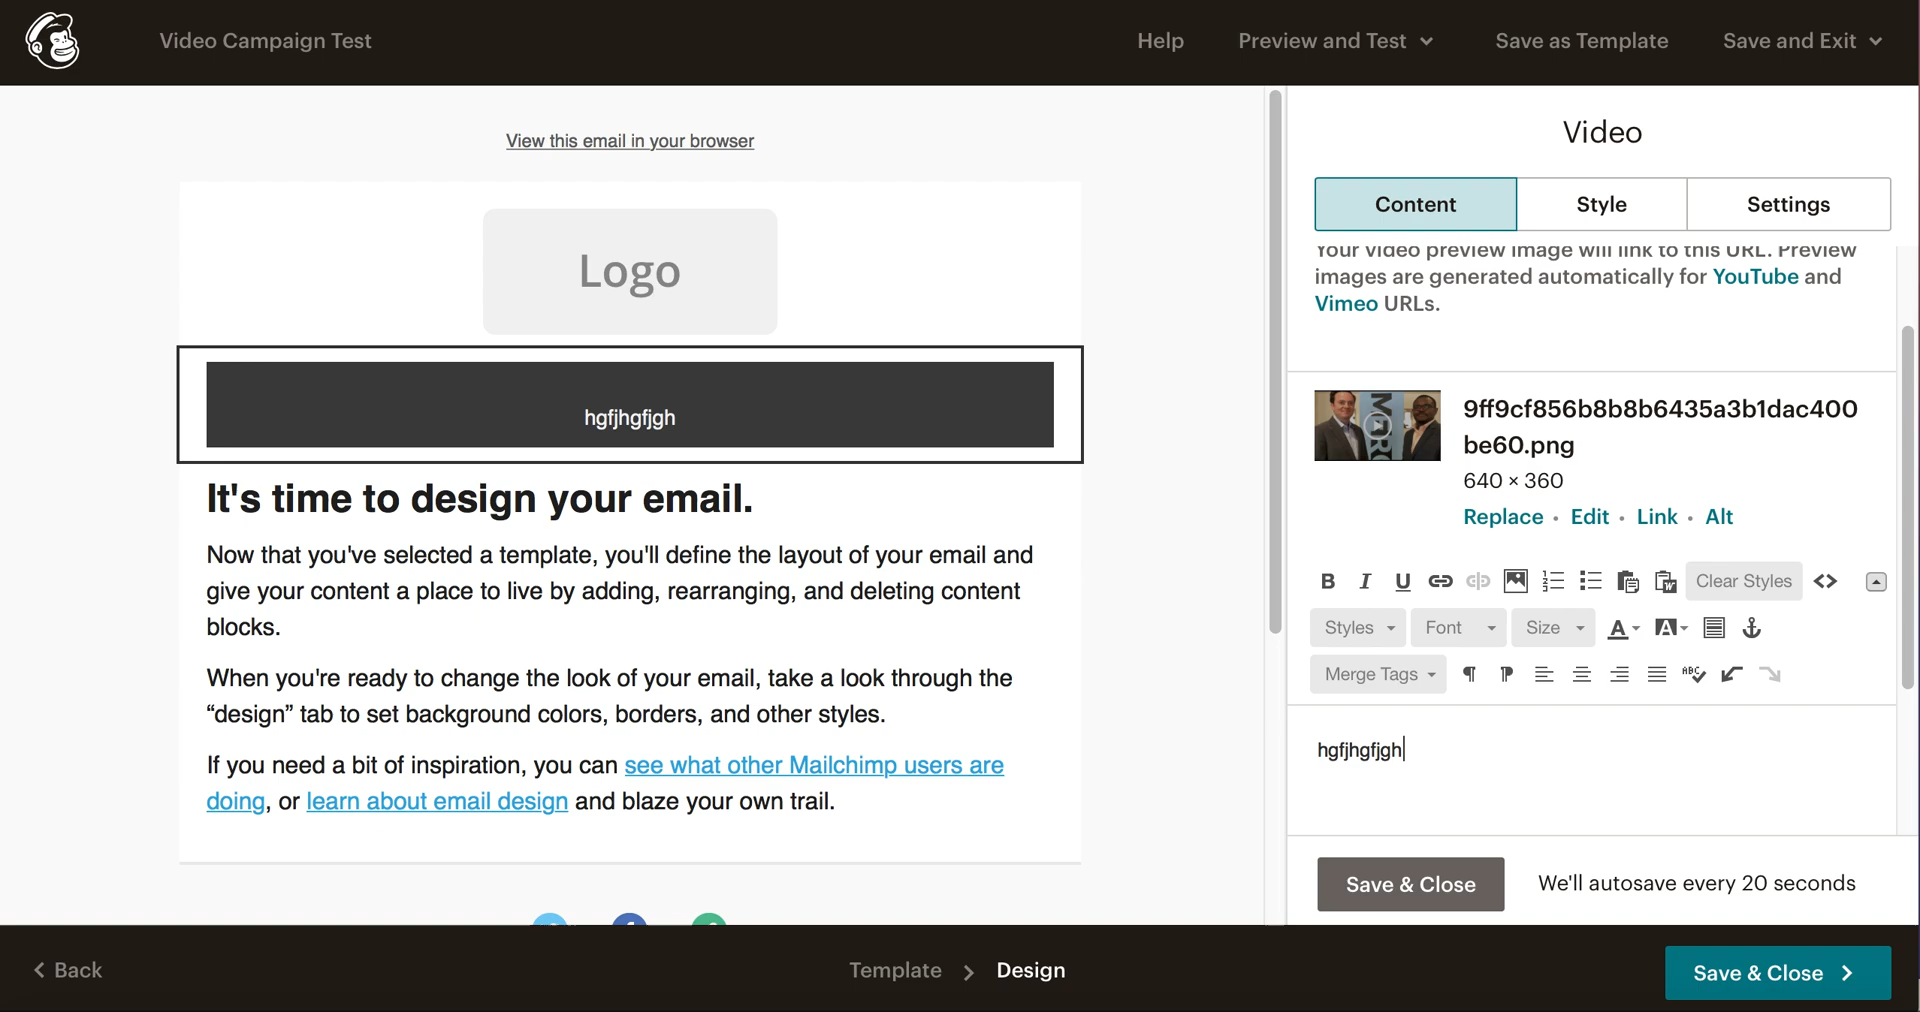 Video Campaign Test
Help
Preview and Test
Save as Template
Save and Exit
View this email in your browser
Logo
hgfjhgfjgh
It's time to design your email.
Now that you've selected a template, you'll define the layout of your email and
give your content a place to live by adding, rearranging, and deleting content
blocks.
When you're ready to change the look of your email, take a look through the
“design” tab to set background colors, borders, and other styles.
If you need a bit of inspiration, you can see what other Mailchimp users are
doing, or learn about email design and blaze your own trail.
Video
Content
Style
Settings
Your video preview image will link to this URL. Preview
images are generated automatically for YouTube and
Vimeo URLs.
9ff9cf856b8b8b6435a3b1dac400
be60.png
640 × 360
Replace • Edit • Link • Alt
B I U
Clear Styles
Styles
Font
Size
A
A
Merge Tags
ABC
hgfjhgfjgh
Save & Close
We'll autosave every 20 seconds
Back
Template
Design
Save & Close